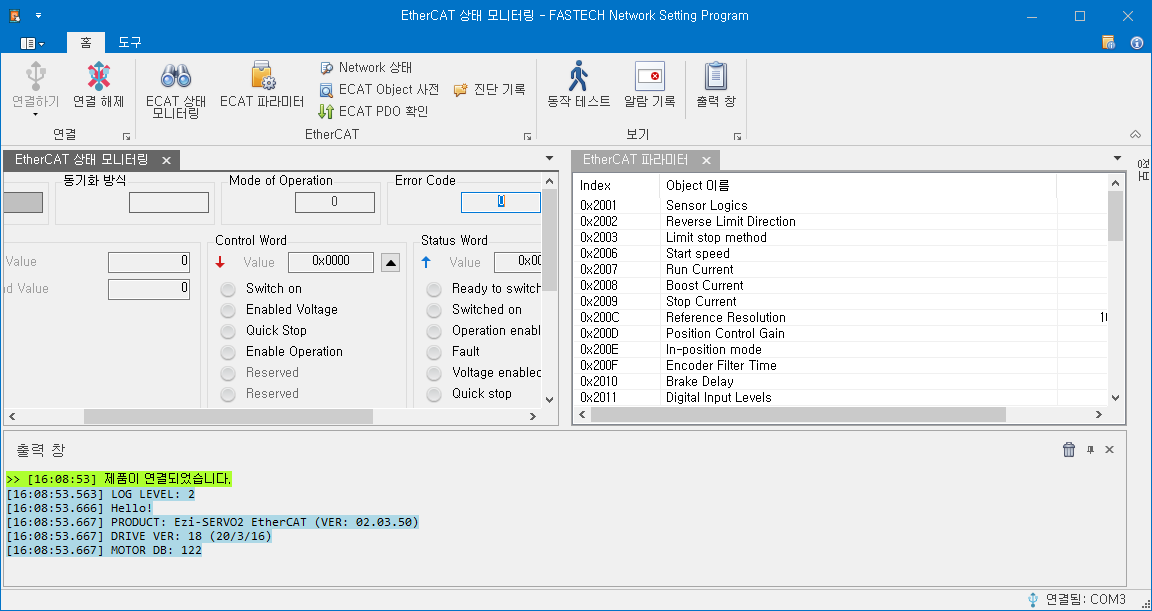 EtherCAT 상태 모니터링 - FASTECH Network Setting Program
홈 도구
연결하기 연결 해제
연결
ECAT 상태 모니터링
ECAT 파라미터
Network 상태
ECAT Object 사전
ECAT PDO 확인
진단 기록
EtherCAT
동작 테스트 알람 기록 출력 창
보기
EtherCAT 상태 모니터링
동기화 방식
Mode of Operation
0
Error Code
0
Value 0
nd Value 0
Control Word
Value 0x0000
Switch on
Enabled Voltage
Quick Stop
Enable Operation
Reserved
Reserved
Status Word
Value 0x00
Ready to switch
Switched on
Operation enabl
Fault
Voltage enabled
Quick stop
EtherCAT 파라미터
Index Object 이름
0x2001 Sensor Logics
0x2002 Reverse Limit Direction
0x2003 Limit stop method
0x2006 Start speed
0x2007 Run Current
0x2008 Boost Current
0x2009 Stop Current
0x200C Reference Resolution 10
0x200D Position Control Gain
0x200E In-position mode
0x200F Encoder Filter Time
0x2010 Brake Delay
0x2011 Digital Input Levels
정보
출력 창
>> [16:08:53] 제품이 연결되었습니다.
[16:08:53.563] LOG LEVEL: 2
[16:08:53.666] Hello!
[16:08:53.667] PRODUCT: Ezi-SERVO2 EtherCAT (VER: 02.03.50)
[16:08:53.667] DRIVE VER: 18 (20/3/16)
[16:08:53.667] MOTOR DB: 122
연결됨: COM3